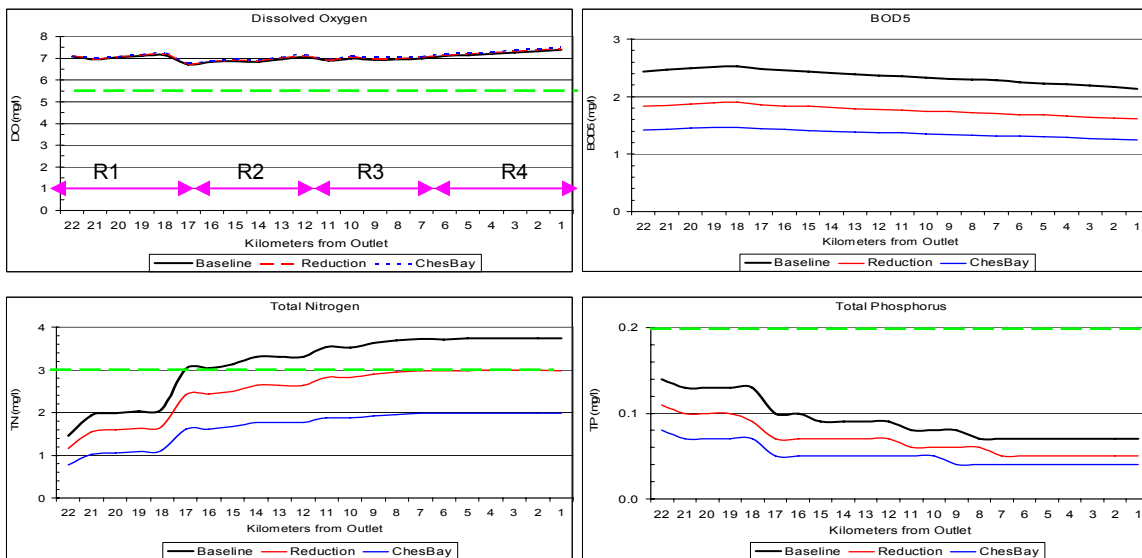 Dissolved Oxygen
8
7
6
5
4
3
2
1
0
DO (mg/l)
R1 R2 R3 R4
22 21 20 19 18 17 16 15 14 13 12 11 10 9 8 7 6 5 4 3 2 1
Kilometers from Outlet
Baseline Reduction ChesBay
BOD5
3
2
1
0
BOD5 (mg/l)
22 21 20 19 18 17 16 15 14 13 12 11 10 9 8 7 6 5 4 3 2 1
Kilometers from Outlet
Baseline Reduction ChesBay
Total Nitrogen
4
3
2
1
0
TN (mg/l)
22 21 20 19 18 17 16 15 14 13 12 11 10 9 8 7 6 5 4 3 2 1
Kilometers from Outlet
Baseline Reduction ChesBay
Total Phosphorus
0.2
0.1
0.0
TP (mg/l)
22 21 20 19 18 17 16 15 14 13 12 11 10 9 8 7 6 5 4 3 2 1
Kilometers from Outlet
Baseline Reduction ChesBay